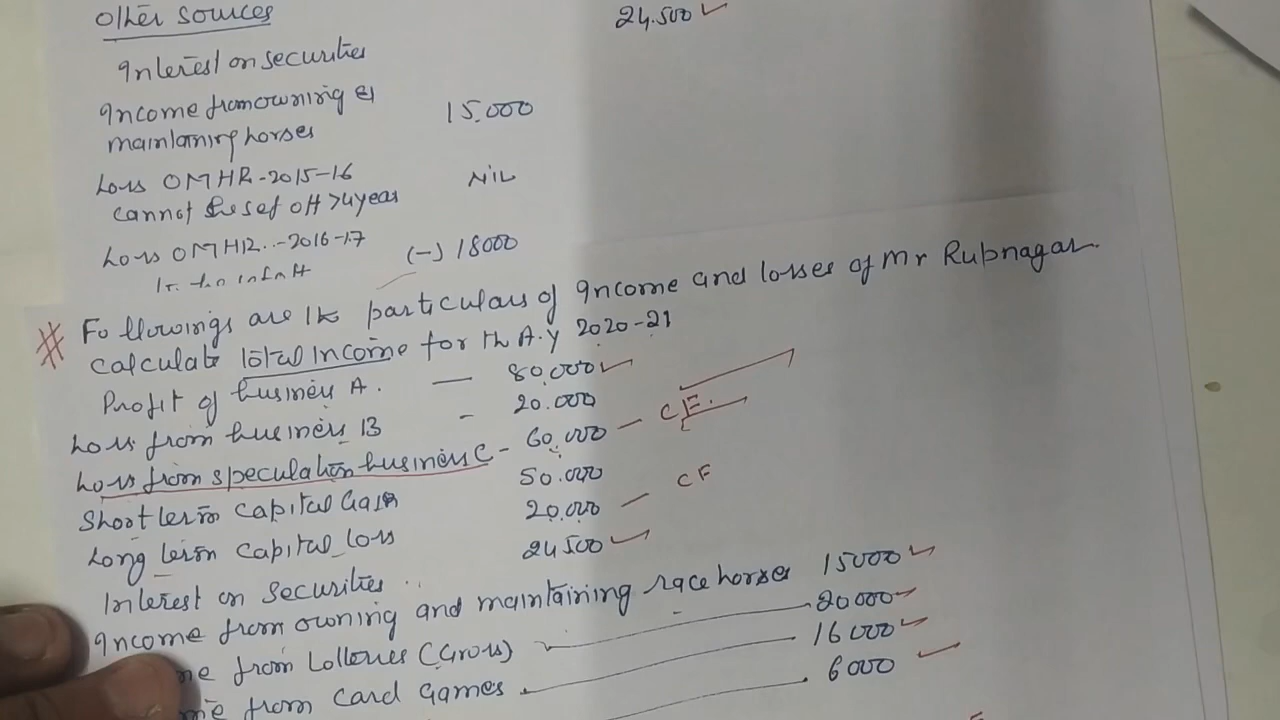 Other sources
24.500
Interest on securities
Income from owning &
maintaining horses 15.000
Loss OMHR-2015-16 NIL
cannot be set off >4year
Loss OMHR..-2016-17 (-) 18000
# Followings are the particulars of Income and losses of Mr Rupnagar.
calculate total Income for th A.y 2020-21
Profit of business A. — 80.000
Loss from business B - 20.000
Loss from speculation business C - 60.000 — CF.
Short term capital Gain 50.000
Long term capital loss 20.000 — CF
Interest on securities 24500
Income from owning and maintaining race horses 15000
me from Lotteries (Gross) 20000
me from card Games 16000
6000